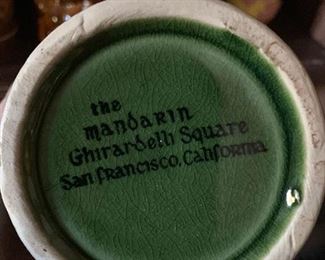 the
mandarin
Ghirardelli Square
San Francisco, California